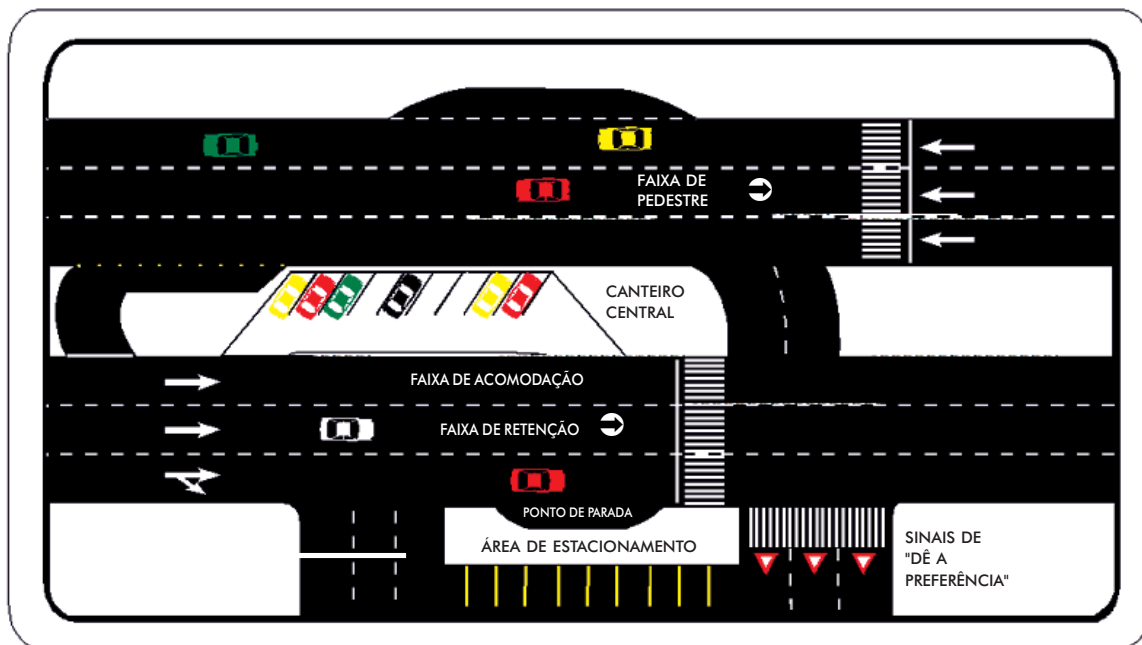 FAIXA DE
PEDESTRE
CANTEIRO
CENTRAL
FAIXA DE ACOMODAÇÃO
FAIXA DE RETENÇÃO
PONTO DE PARADA
ÁREA DE ESTACIONAMENTO
SINAIS DE
"DÊ A
PREFERÊNCIA"